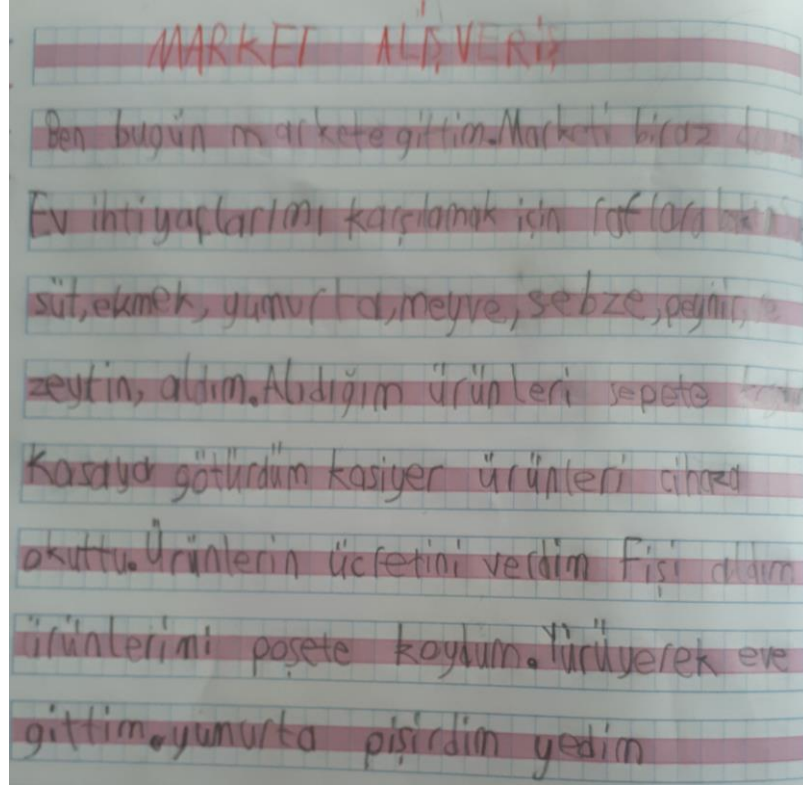 MARKET ALİŞVERİŞ
Ben bugün markete gittim.Marketi biraz
Ev ihtiyaçlarımı karşılamak için raflara
süt,ekmek, yumurta,meyve,sebze,peynir,
zeytin, aldım.Alıdığım ürünleri sepete
Kasaya götürdüm kasiyer ürünleri cihaza
okuttu.Ürünlerin ücretini verdim Fişi aldım
ürünlerimi poşete koydum.Yürüyerek eve
gittim.yumurta pişirdim yedim